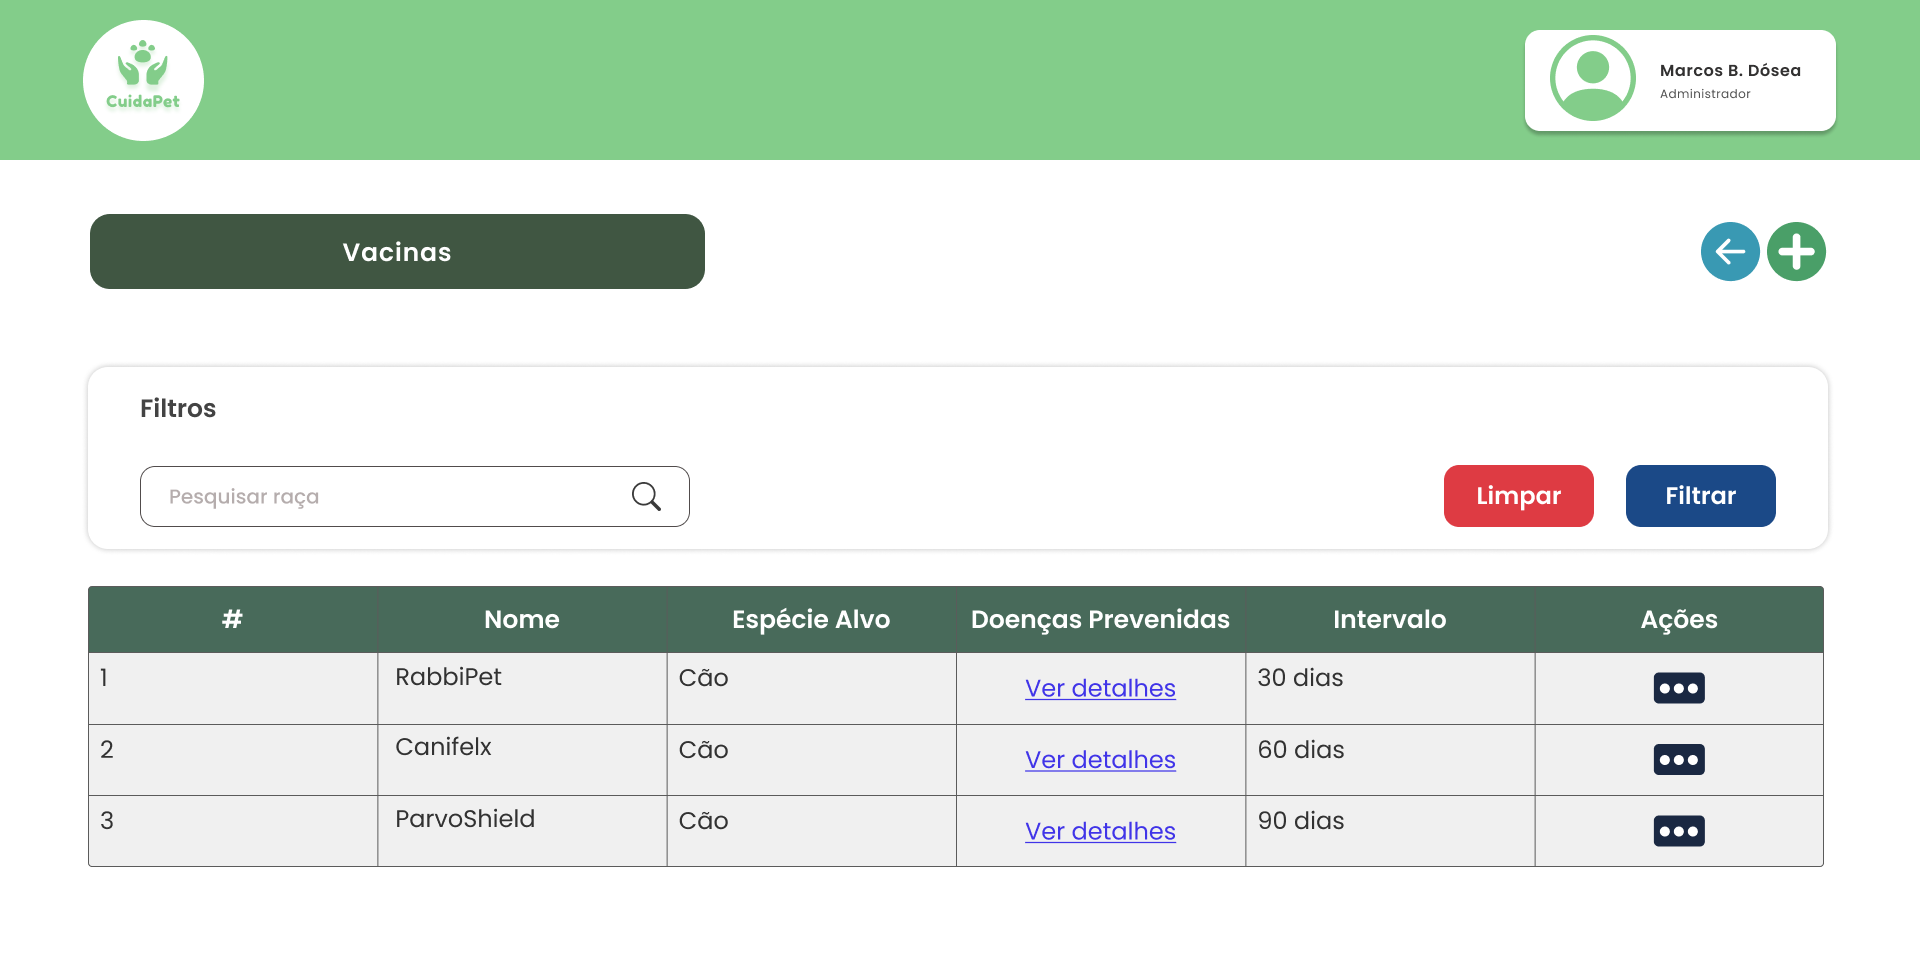 CuidaPet
Marcos B. Dósea
Administrador
Vacinas
Filtros
Pesquisar raça
Limpar
Filtrar
# Nome Espécie Alvo Doenças Prevenidas Intervalo Ações
1 RabbiPet Cão Ver detalhes 30 dias
2 Canifelx Cão Ver detalhes 60 dias
3 ParvoShield Cão Ver detalhes 90 dias